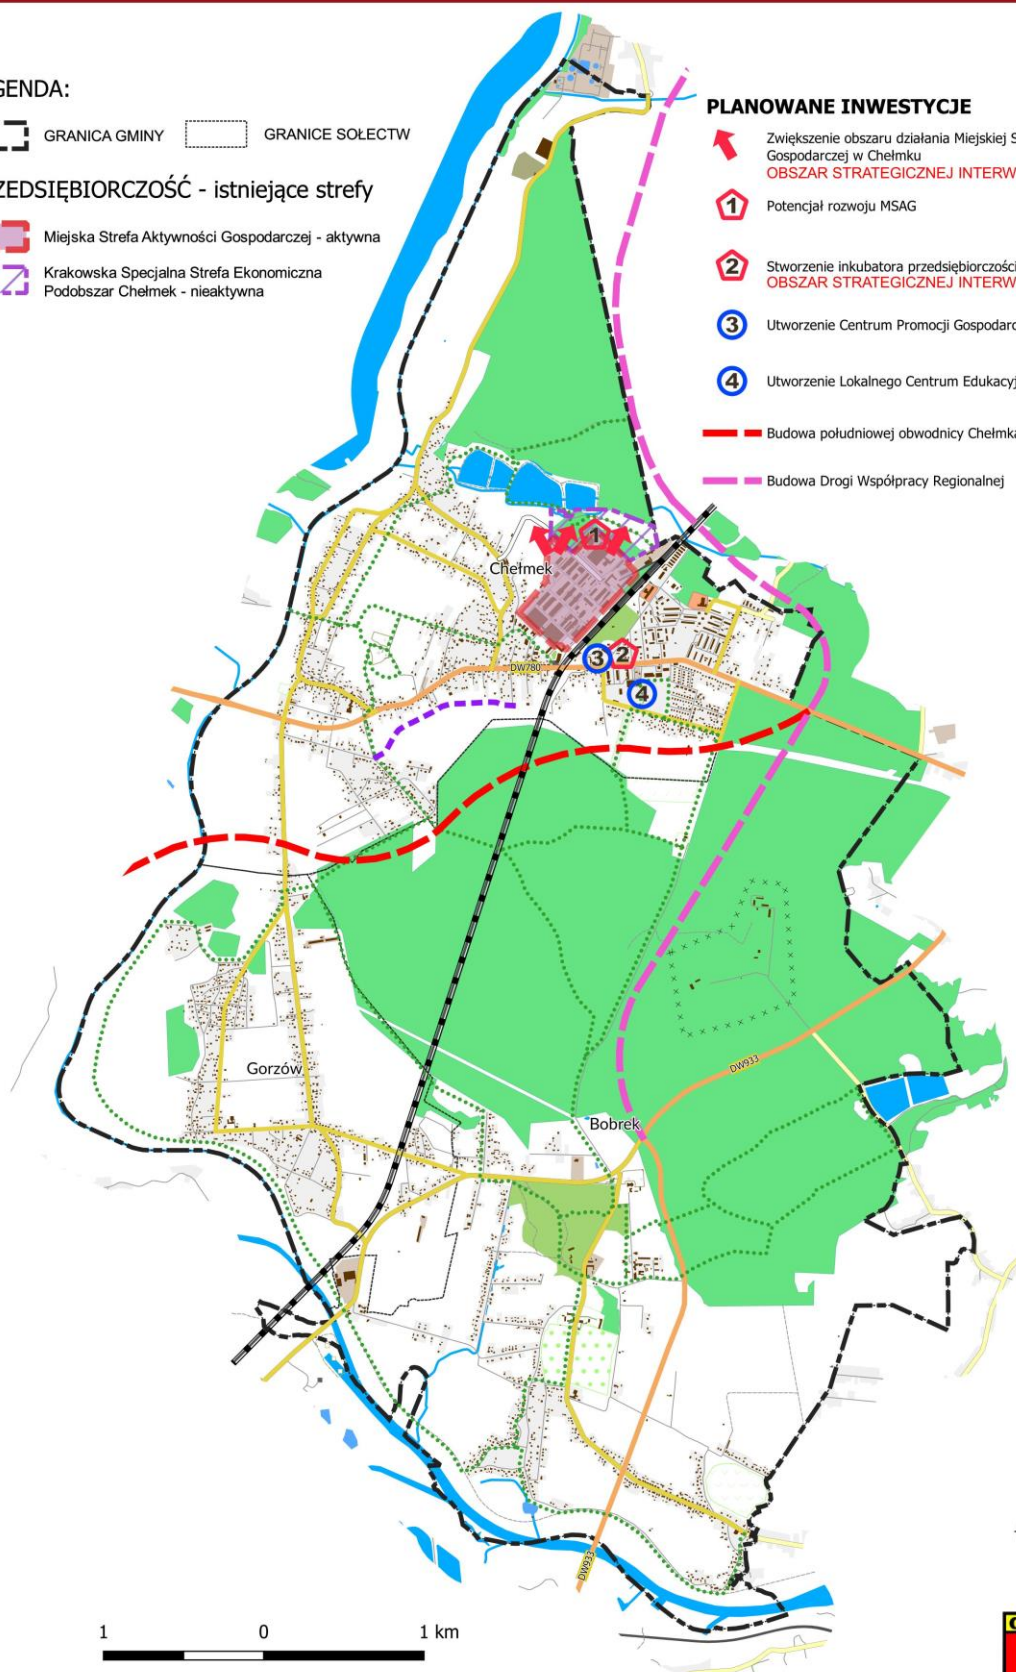 GENDA:
GRANICA GMINY
GRANICE SOŁECTW
ZEDSIĘBIORCZOŚĆ - istniejące strefy
Miejska Strefa Aktywności Gospodarczej - aktywna
Krakowska Specjalna Strefa Ekonomiczna
Podobszar Chełmek - nieaktywna
PLANOWANE INWESTYCJE
Zwiększenie obszaru działania Miejskiej S
Gospodarczej w Chełmku
OBSZAR STRATEGICZNEJ INTERW
1
Potencjał rozwoju MSAG
2
Stworzenie inkubatora przedsiębiorczości
OBSZAR STRATEGICZNEJ INTERW
3
Utworzenie Centrum Promocji Gospodarc
4
Utworzenie Lokalnego Centrum Edukacyj
Budowa południowej obwodnicy Chełmka
Budowa Drogi Współpracy Regionalnej
1
Chełmek
3
2
DW780
4
DW933
Gorzów
Bobrek
DW933
1 0 1 km